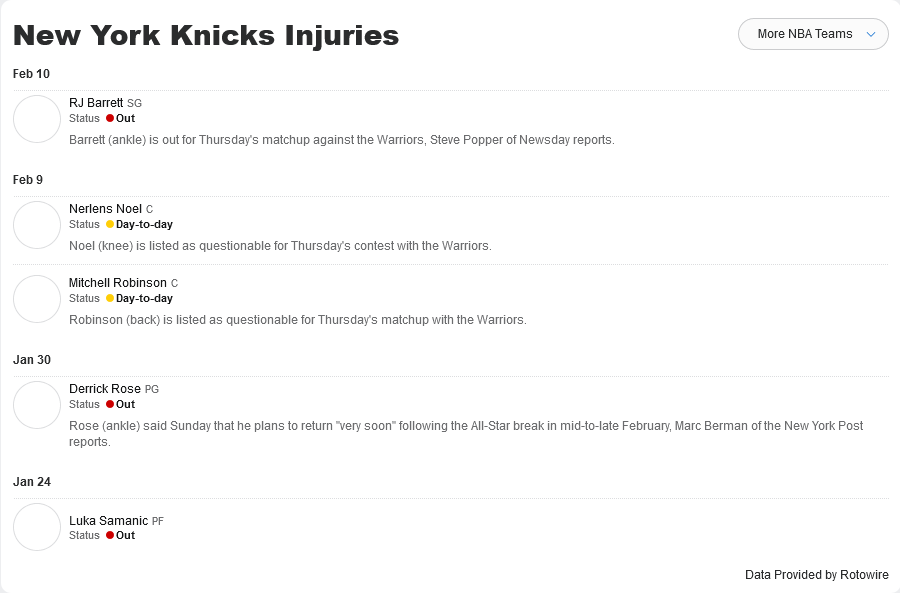 New York Knicks Injuries
More NBA Teams
Feb 10
RJ Barrett SG
Status Out
Barrett (ankle) is out for Thursday's matchup against the Warriors, Steve Popper of Newsday reports.
Feb 9
Nerlens Noel C
Status Day-to-day
Noel (knee) is listed as questionable for Thursday's contest with the Warriors.
Mitchell Robinson C
Status Day-to-day
Robinson (back) is listed as questionable for Thursday's matchup with the Warriors.
Jan 30
Derrick Rose PG
Status Out
Rose (ankle) said Sunday that he plans to return "very soon" following the All-Star break in mid-to-late February, Marc Berman of the New York Post
reports.
Jan 24
Luka Samanic PF
Status Out
Data Provided by Rotowire